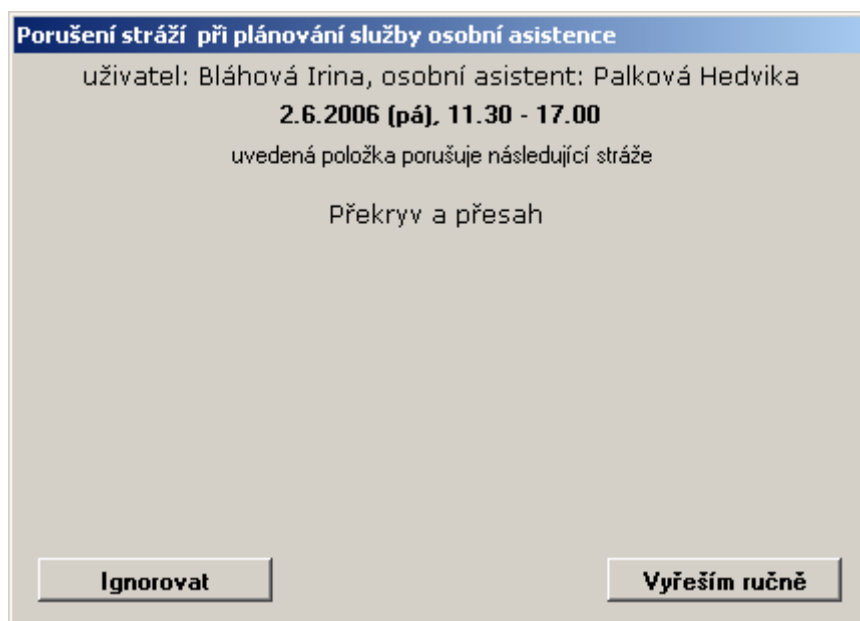 Porušení stráží při plánování služby osobní asistence
uživatel: Bláhová Irina, osobní asistent: Palková Hedvika
2.6.2006 (pá), 11.30 - 17.00
uvedená položka porušuje následující stráže
Překryv a přesah
Ignorovat
Vyřeším ručně